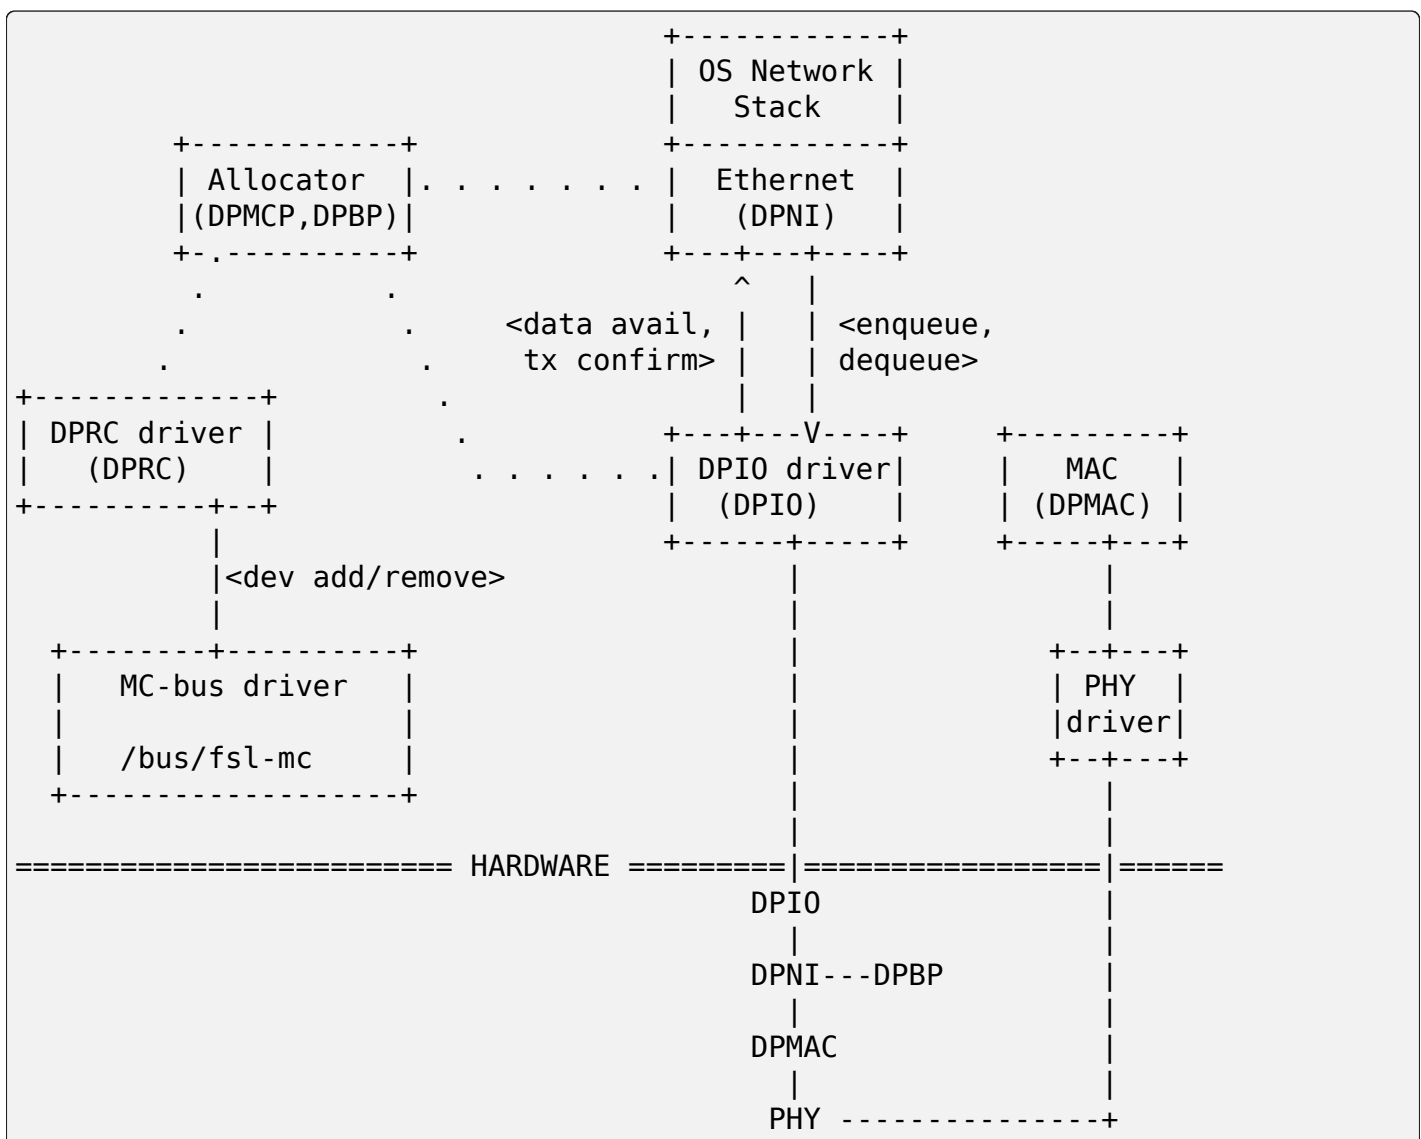 +------------+
                                     | OS Network |
                                     |   Stack    |
         +------------+              +------------+
         | Allocator  |. . . . . . . |  Ethernet  |
         |(DPMCP,DPBP)|              |   (DPNI)   |
         +-.----------+              +---+---+----+
          .          .                   ^   |
         .            .     <data avail, |   | <enqueue,
        .              .     tx confirm> |   | dequeue>
+-------------+         .                |   |
| DPRC driver |          .           +---+---V----+     +---------+
|   (DPRC)    |           . . . . . .| DPIO driver|     |   MAC   |
+----------+--+                      |  (DPIO)    |     | (DPMAC) |
           |                         +------+-----+     +-----+---+
           |<dev add/remove>                |                 |
           |                                |                 |
  +--------+----------+                     |              +--+---+
  |   MC-bus driver   |                     |              | PHY  |
  |                   |                     |              |driver|
  |   /bus/fsl-mc     |                     |              +--+---+
  +-------------------+                     |                 |
                                            |                 |
========================= HARDWARE =========|=================|======
                                          DPIO                |
                                            |                 |
                                          DPNI---DPBP         |
                                            |                 |
                                          DPMAC               |
                                            |                 |
                                           PHY ---------------+